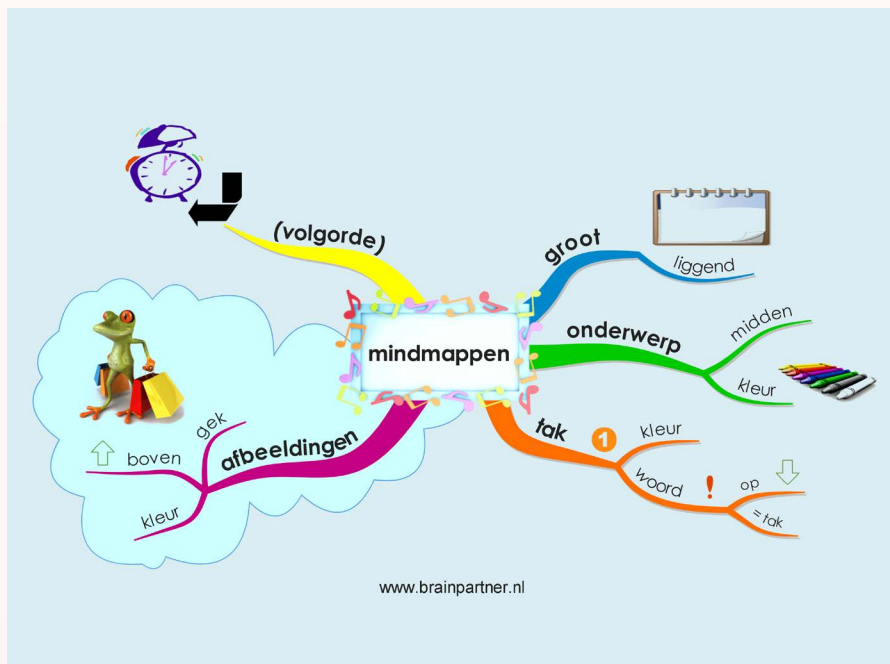 mindmappen
groot
liggend
onderwerp
midden
kleur
tak
1
kleur
woord
!
op
= tak
afbeeldingen
gek
boven
kleur
(volgorde)
www.brainpartner.nl